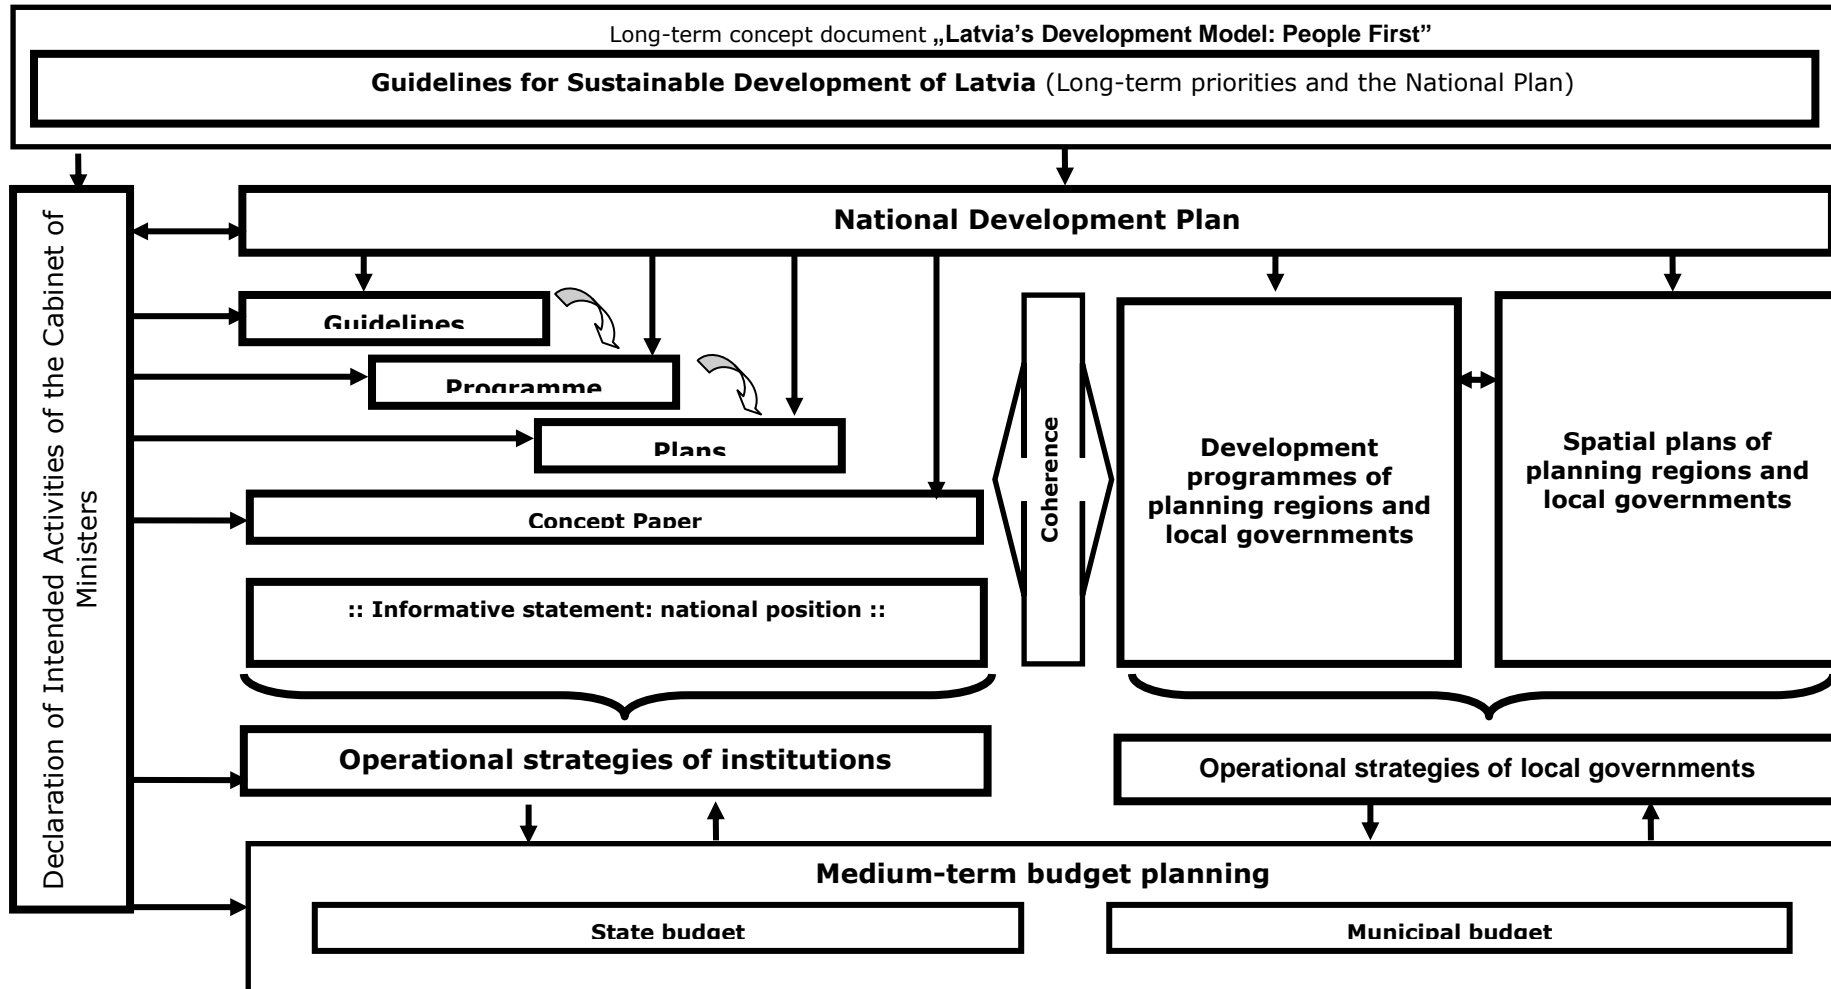 Long-term concept document „Latvia’s Development Model: People First”
Guidelines for Sustainable Development of Latvia (Long-term priorities and the National Plan)
Declaration of Intended Activities of the Cabinet of
Ministers
National Development Plan
Guidelines
Programme
Plans
Concept Paper
:: Informative statement: national position ::
Coherence
Development
programmes of
planning regions and
local governments
Spatial plans of
planning regions and
local governments
Operational strategies of institutions
Operational strategies of local governments
Medium-term budget planning
State budget
Municipal budget